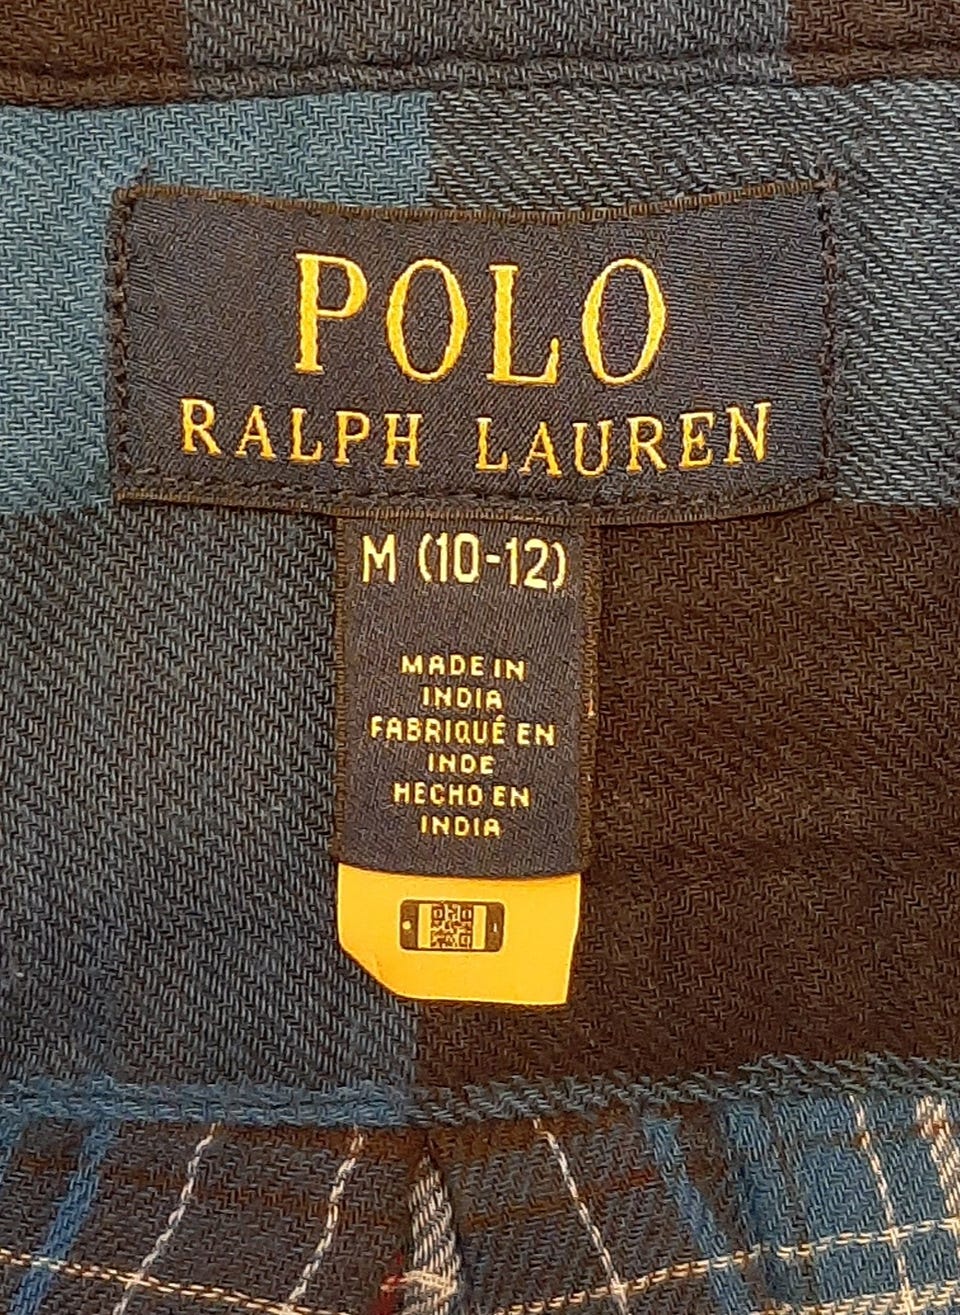 POLO
RALPH LAUREN
M (10-12)
MADE IN
INDIA
FABRIQUÉ EN
INDE
HECHO EN
INDIA